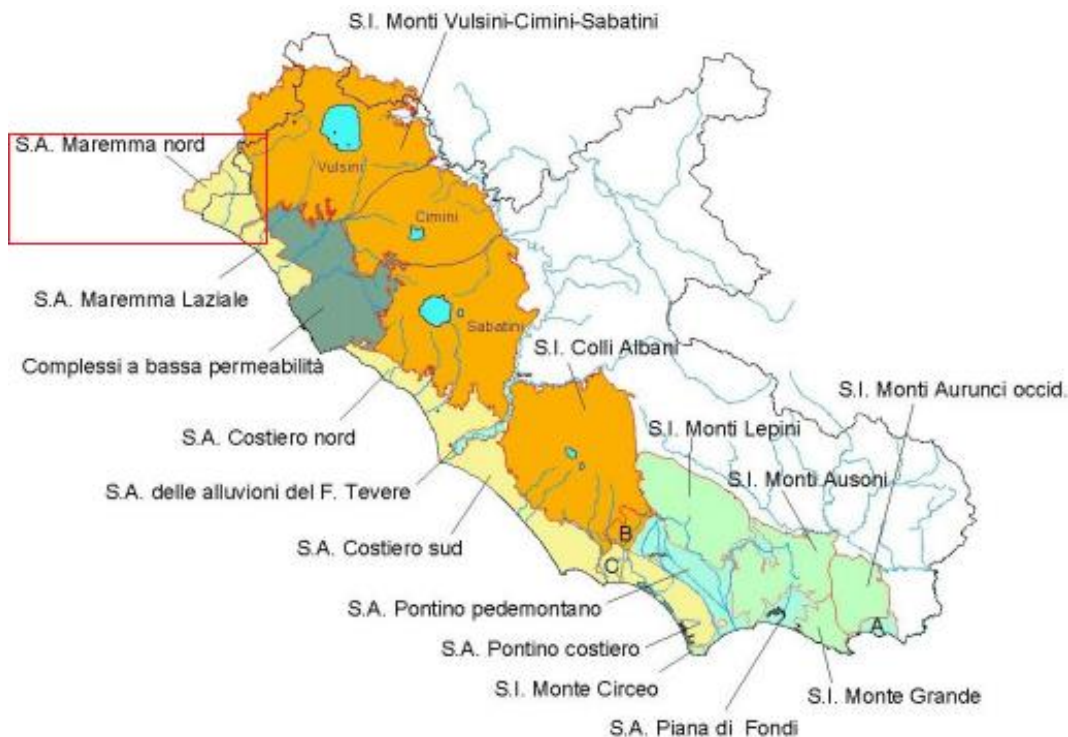 S.I. Monti Vulsini-Cimini-Sabatini
S.A. Maremma nord
Vulsini
Cimini
S.A. Maremma Laziale
Sabatini
S.I. Colli Albani
Complessi a bassa permeabilità
S.I. Monti Aurunci occid.
S.I. Monti Lepini
S.A. Costiero nord
S.I. Monti Ausoni
S.A. delle alluvioni del F. Tevere
B
S.A. Costiero sud
C
S.A. Pontino pedemontano
A
S.A. Pontino costiero
S.I. Monte Circeo
S.I. Monte Grande
S.A. Piana di Fondi